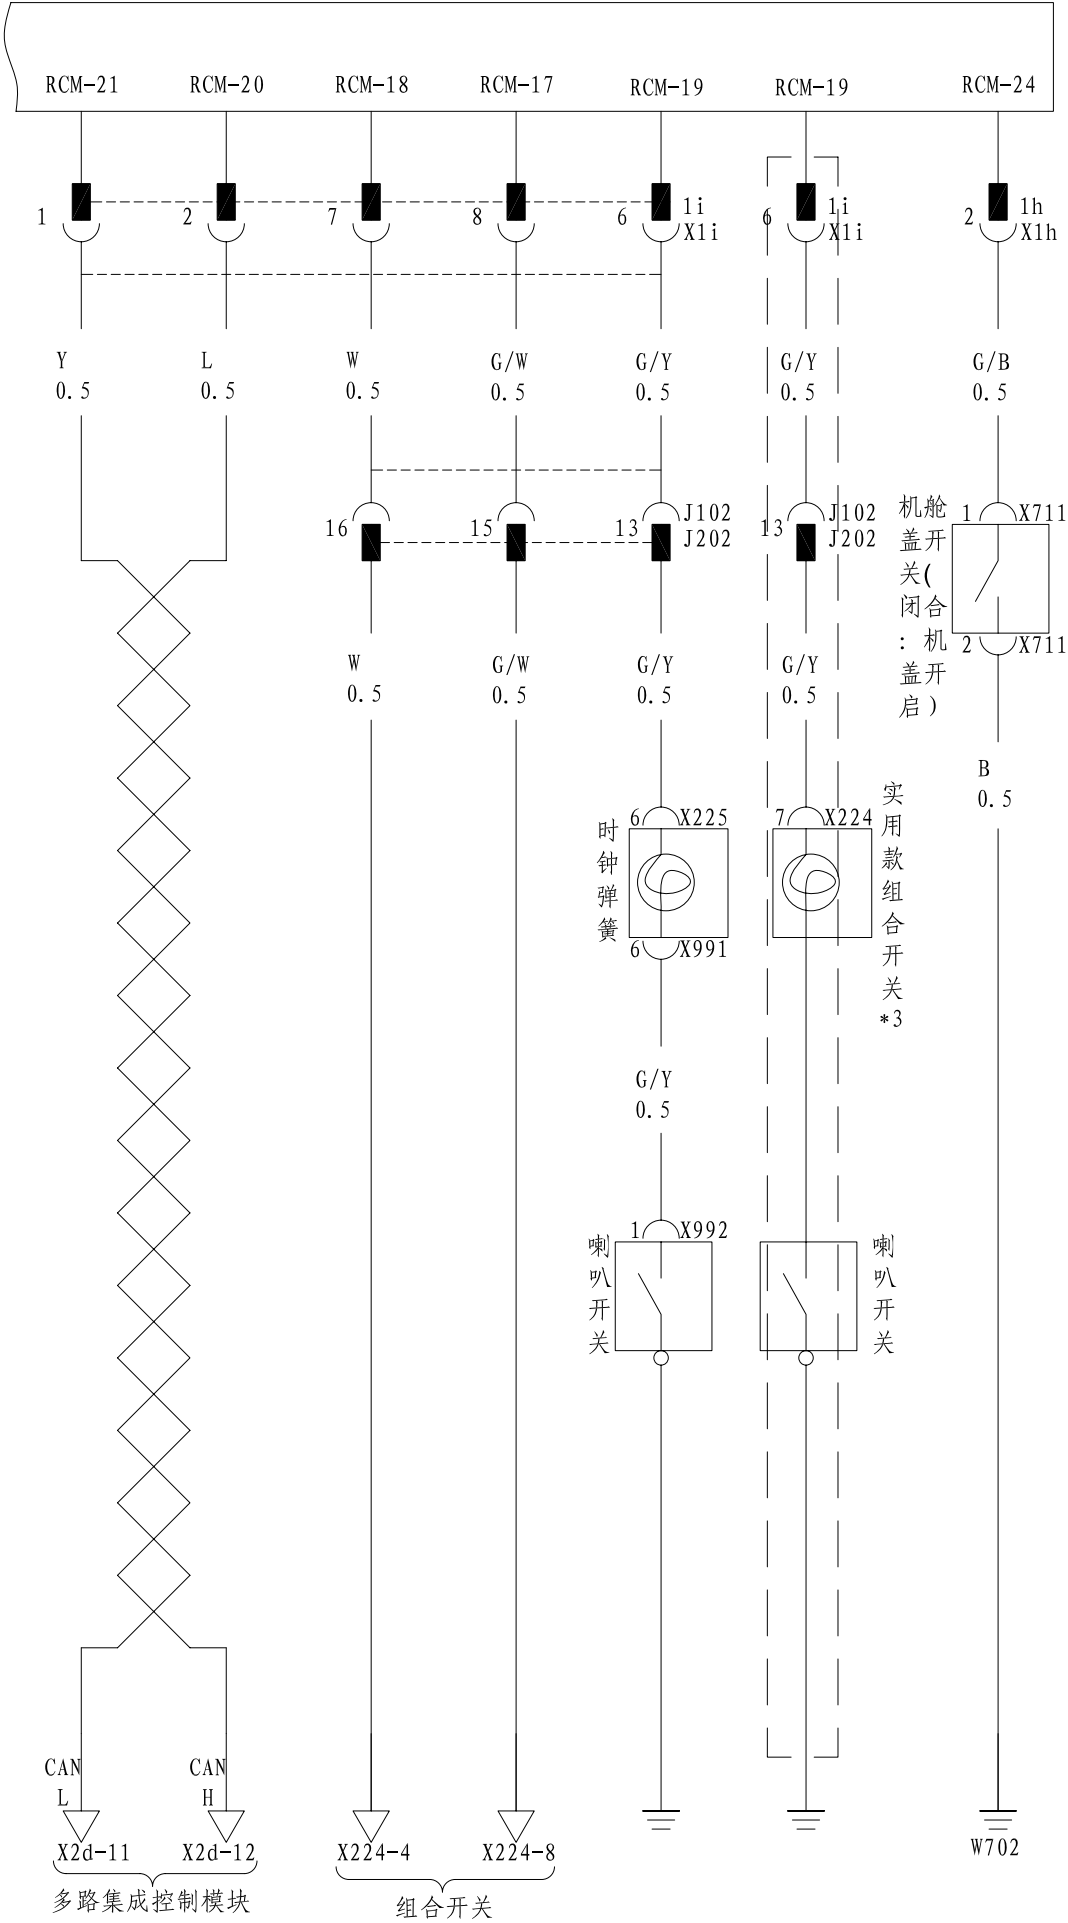 RCM-21 RCM-20 RCM-18 RCM-17 RCM-19 RCM-19 RCM-24
1 2 7 8 6 1i 6 1i 2 1h
X1i X1i X1h
Y L W G/W G/Y G/Y G/B
0.5 0.5 0.5 0.5 0.5 0.5 0.5
16 15 13 J102 13 J102
J202 J202
机舱
盖开
关(
闭合
：机
盖开
启)
1 X711
2 X711
W G/W G/Y G/Y
0.5 0.5 0.5 0.5
B
0.5
时钟弹簧
6 X225
6 X991
7 X224
实用款组合开关*3
G/Y
0.5
喇叭开关
1 X992
喇叭开关
CAN CAN
L H
X2d-11 X2d-12 X224-4 X224-8 W702
多路集成控制模块 组合开关